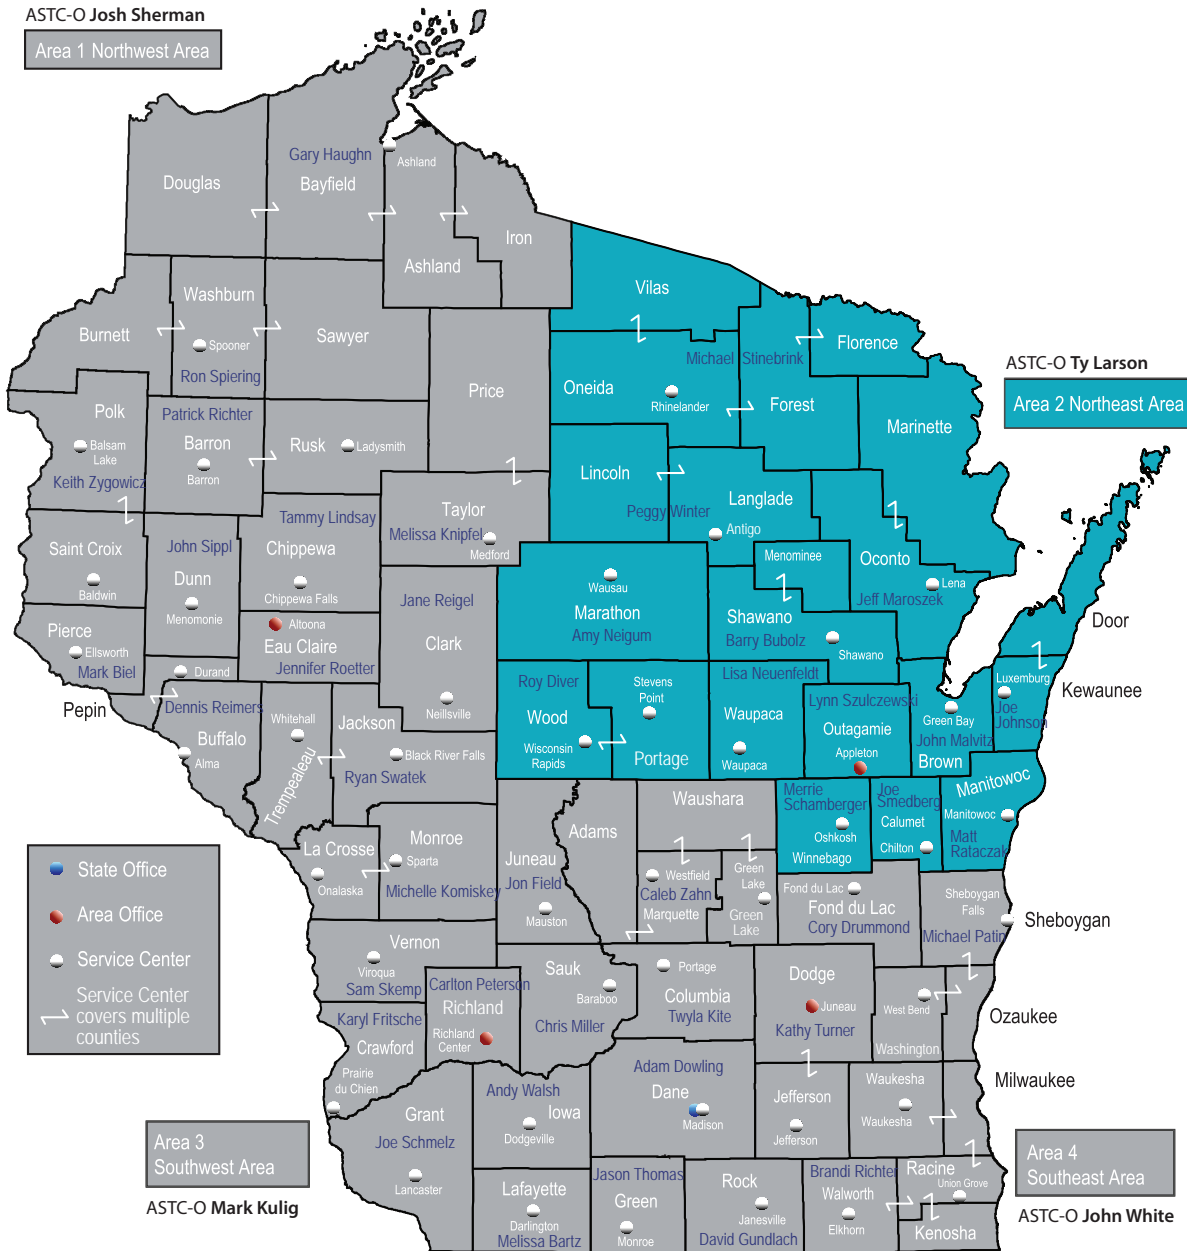 ASTC-O Josh Sherman
Area 1 Northwest Area
Gary Haughn
Bayfield
Ashland
Douglas
Iron
Ashland
Washburn
Vilas
Burnett
Spooner
Sawyer
Ron Spiering
Michael Stinebrink
Florence
ASTC-O Ty Larson
Area 2 Northeast Area
Price
Oneida
Rhinelander
Forest
Marinette
Polk
Patrick Richter
Balsam
Lake
Barron
Barron
Rusk
Ladysmith
Keith Zygowicz
Lincoln
Langlade
Peggy Winter
Antigo
Tammy Lindsay
Taylor
Melissa Knipfel
Medford
Saint Croix
Baldwin
John Sippl
Dunn
Menomonie
Chippewa
Chippewa Falls
Menominee
Oconto
Lena
Jeff Maroszek
Wausau
Marathon
Amy Neigum
Shawano
Barry Bubolz
Shawano
Jane Reigel
Clark
Neillsville
Pierce
Ellsworth
Mark Biel
Altoona
Eau Claire
Jennifer Roetter
Door
Durand
Pepin
Dennis Reimers
Buffalo
Alma
Whitehall
Trempealeau
Jackson
Black River Falls
Ryan Swatek
Roy Diver
Wood
Wisconsin
Rapids
Stevens
Point
Portage
Lisa Neuenfeldt
Waupaca
Waupaca
Lynn Szulczewski
Outagamie
Appleton
Green Bay
John Malvitz
Brown
Luxemburg
Joe
Johnson
Kewaunee
Merrie
Schamberger
Oshkosh
Winnebago
Joe
Smedberg
Calumet
Chilton
Manitowoc
Manitowoc
Matt
Rataczak
Waushara
Adams
Juneau
Jon Field
Mauston
La Crosse
Onalaska
Monroe
Sparta
Michelle Komiskey
State Office
Area Office
Service Center
Service Center
covers multiple
counties
Westfield
Caleb Zahn
Marquette
Green
Lake
Green
Lake
Fond du Lac
Fond du Lac
Cory Drummond
Sheboygan
Falls
Michael Patin
Sheboygan
Vernon
Viroqua
Sam Skemp
Carlton Peterson
Richland
Richland
Center
Sauk
Baraboo
Chris Miller
Portage
Columbia
Twyla Kite
Dodge
Juneau
Kathy Turner
West Bend
Washington
Ozaukee
Karyl Fritsche
Crawford
Prairie
du Chien
Adam Dowling
Dane
Madison
Jefferson
Jefferson
Waukesha
Waukesha
Milwaukee
Grant
Joe Schmelz
Lancaster
Andy Walsh
Iowa
Dodgeville
Area 3
Southwest Area
ASTC-O Mark Kulig
Lafayette
Darlington
Melissa Bartz
Jason Thomas
Green
Monroe
Rock
Janesville
David Gundlach
Brandi Richter
Walworth
Elkhorn
Racine
Union Grove
Kenosha
Area 4
Southeast Area
ASTC-O John White